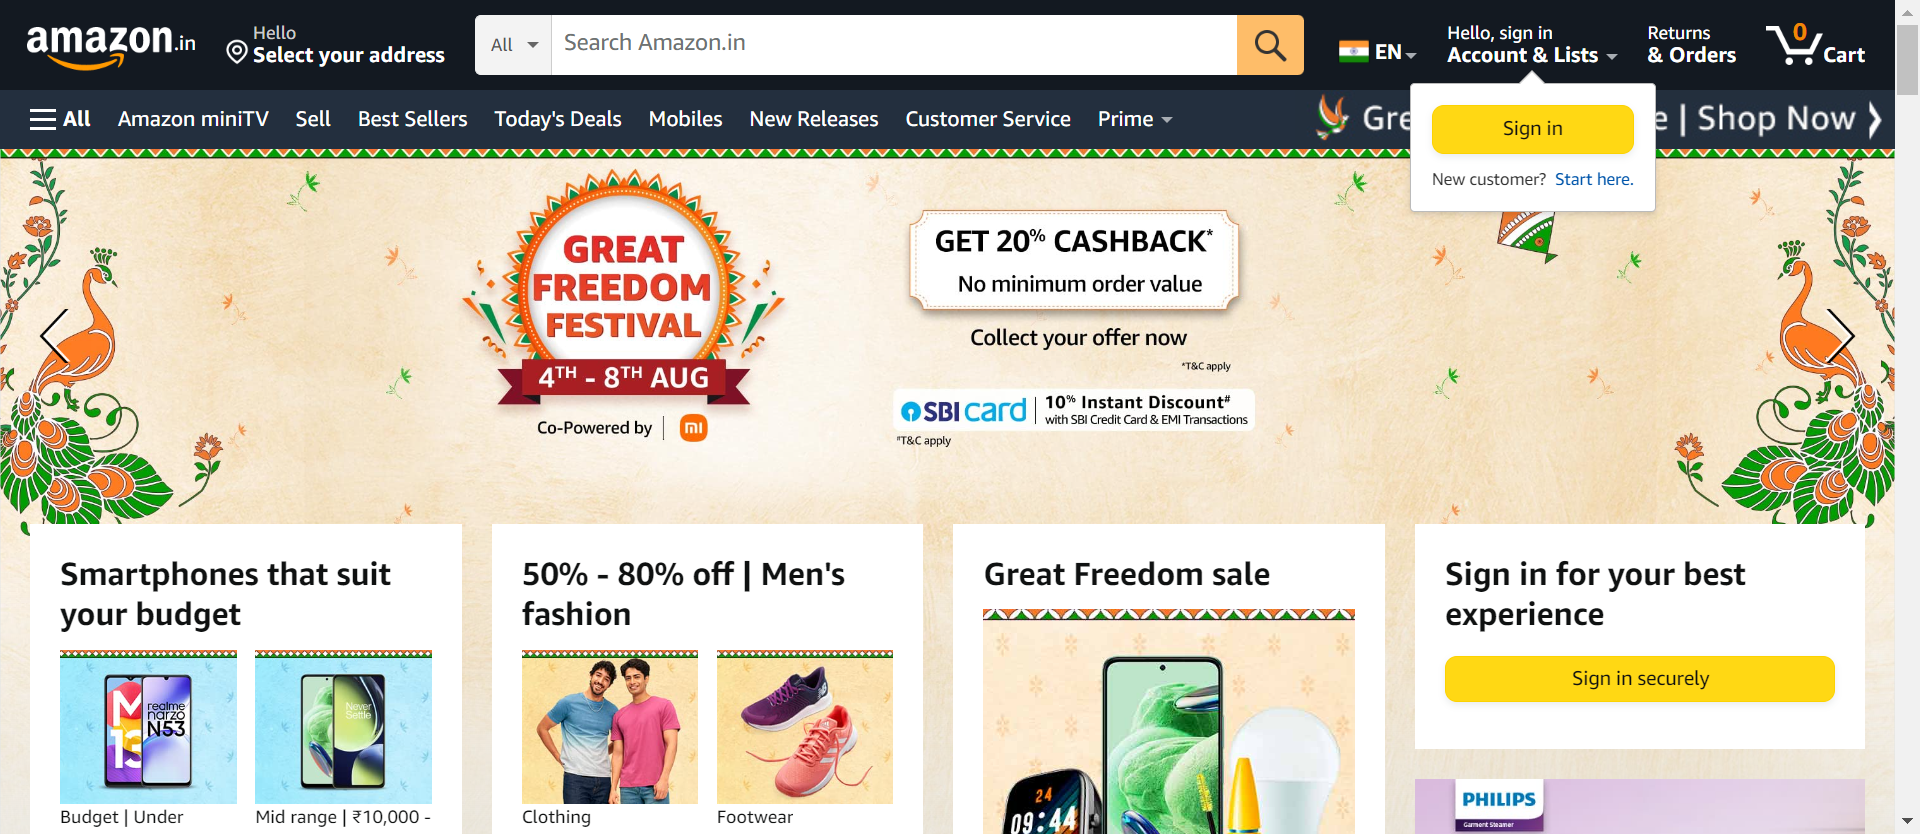 amazon.in
Hello
Select your address
All
Search Amazon.in
EN
Hello, sign in
Account & Lists
Returns
& Orders
0
Cart
All
Amazon miniTV
Sell
Best Sellers
Today's Deals
Mobiles
New Releases
Customer Service
Prime
Gre
e | Shop Now
Sign in
New customer? Start here.
GREAT
FREEDOM
FESTIVAL
4TH - 8TH AUG
Co-Powered by
mi
GET 20% CASHBACK*
No minimum order value
Collect your offer now
*T&C apply
SBI card
10% Instant Discount#
with SBI Credit Card & EMI Transactions
#T&C apply
Smartphones that suit
your budget
M
13
realme
narzo
N53
Never
Settle
Budget | Under
Mid range | ₹10,000 -
50% - 80% off | Men's
fashion
Clothing
Footwear
Great Freedom sale
24
09:44
Sign in for your best
experience
Sign in securely
PHILIPS
Garment Steamer